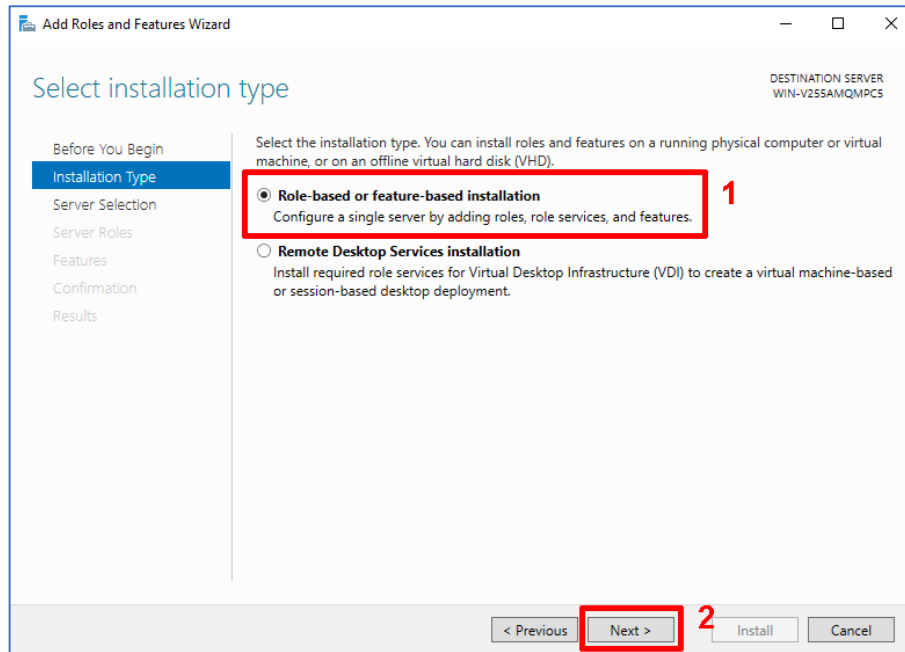 Add Roles and Features Wizard
Select installation type
DESTINATION SERVER
WIN-V255AMQMPC5
Before You Begin
Installation Type
Server Selection
Server Roles
Features
Confirmation
Results
Select the installation type. You can install roles and features on a running physical computer or virtual
machine, or on an offline virtual hard disk (VHD).
Role-based or feature-based installation
Configure a single server by adding roles, role services, and features.
1
Remote Desktop Services installation
Install required role services for Virtual Desktop Infrastructure (VDI) to create a virtual machine-based
or session-based desktop deployment.
< Previous
Next >
2
Install
Cancel